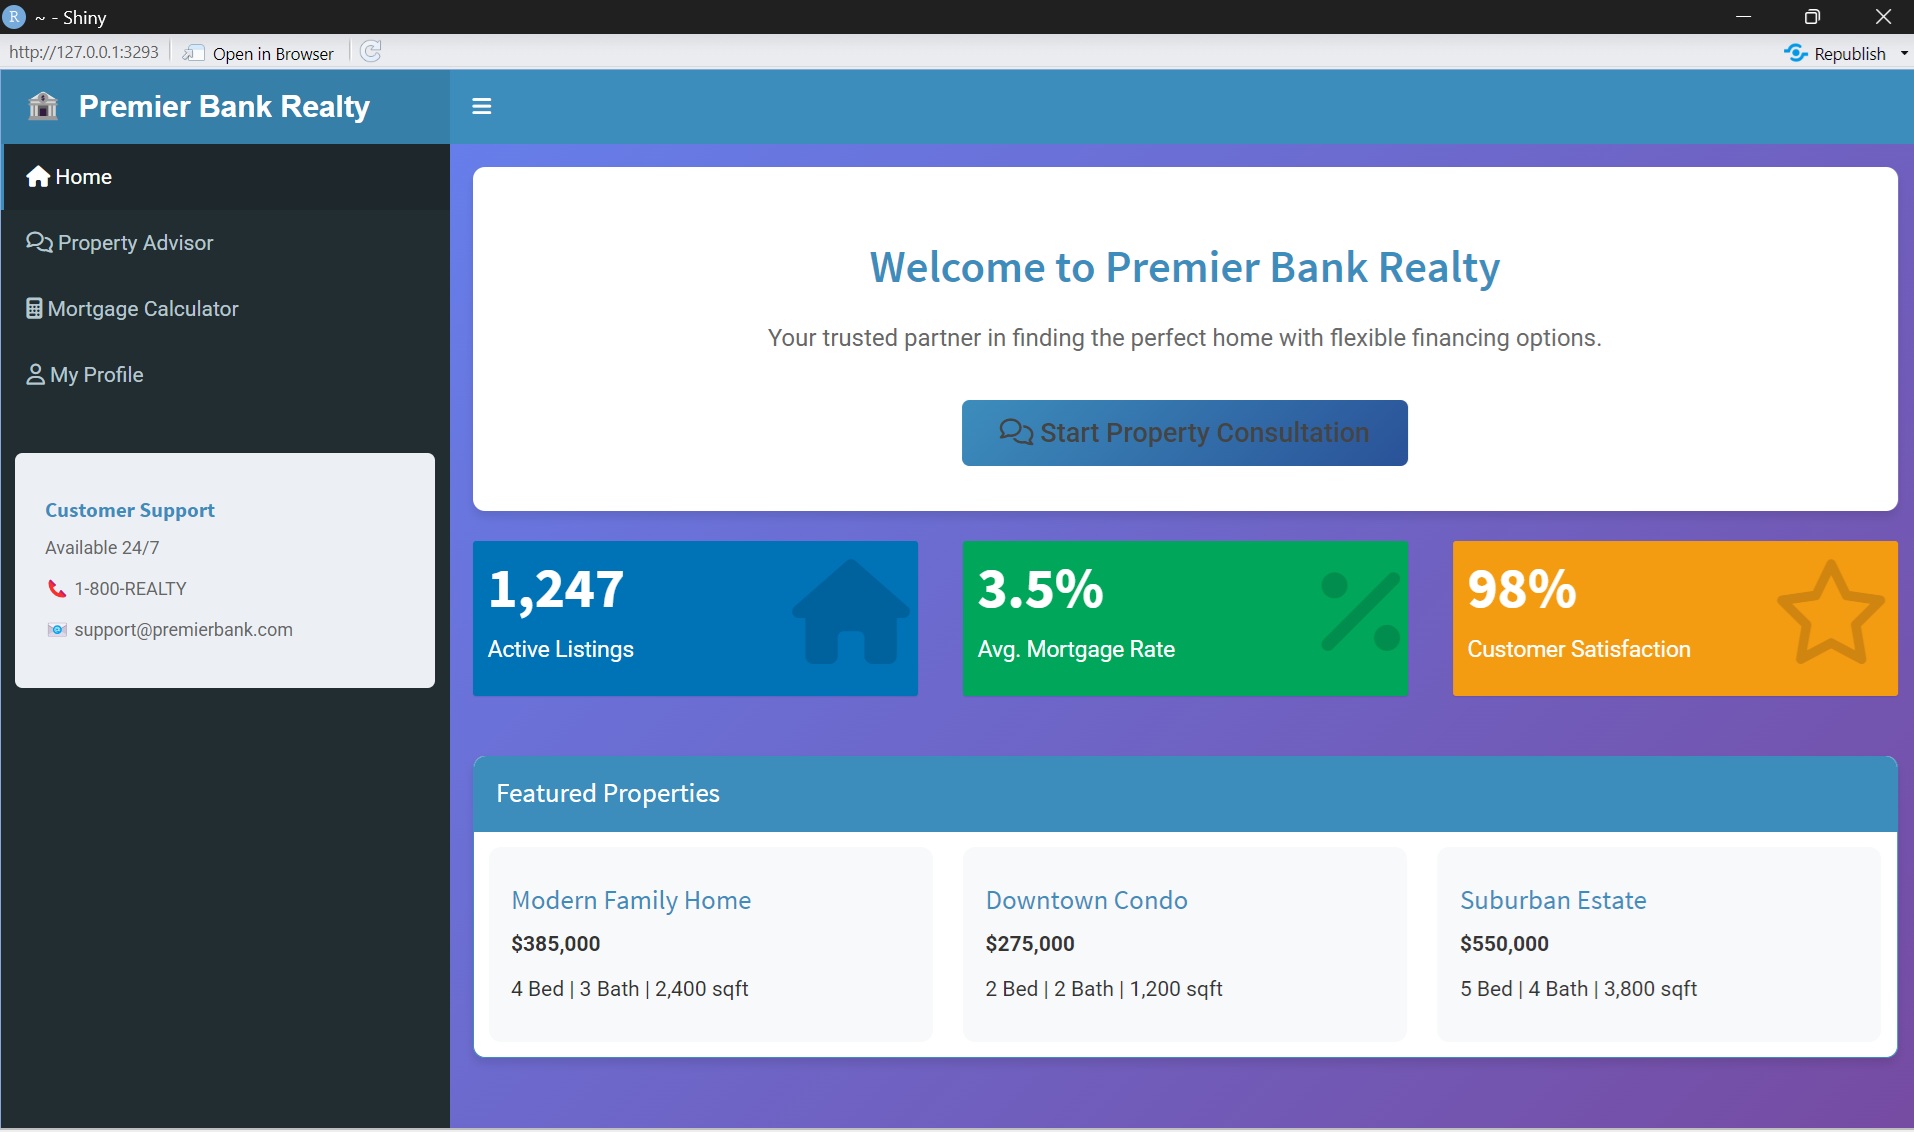 R ~ - Shiny
http://127.0.0.1:3293 Open in Browser Republish
Premier Bank Realty
Home
Property Advisor
Mortgage Calculator
My Profile
Customer Support
Available 24/7
1-800-REALTY
support@premierbank.com
Welcome to Premier Bank Realty
Your trusted partner in finding the perfect home with flexible financing options.
Start Property Consultation
1,247
Active Listings
3.5%
Avg. Mortgage Rate
98%
Customer Satisfaction
Featured Properties
Modern Family Home
$385,000
4 Bed | 3 Bath | 2,400 sqft
Downtown Condo
$275,000
2 Bed | 2 Bath | 1,200 sqft
Suburban Estate
$550,000
5 Bed | 4 Bath | 3,800 sqft